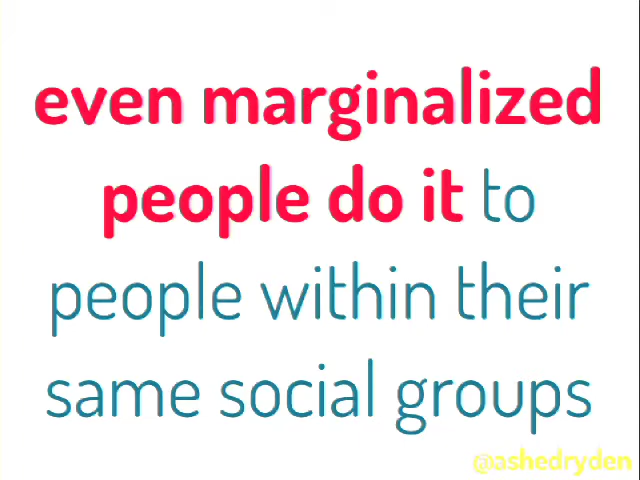 even marginalized
people do it to
people within their
same social groups
@ashedryden